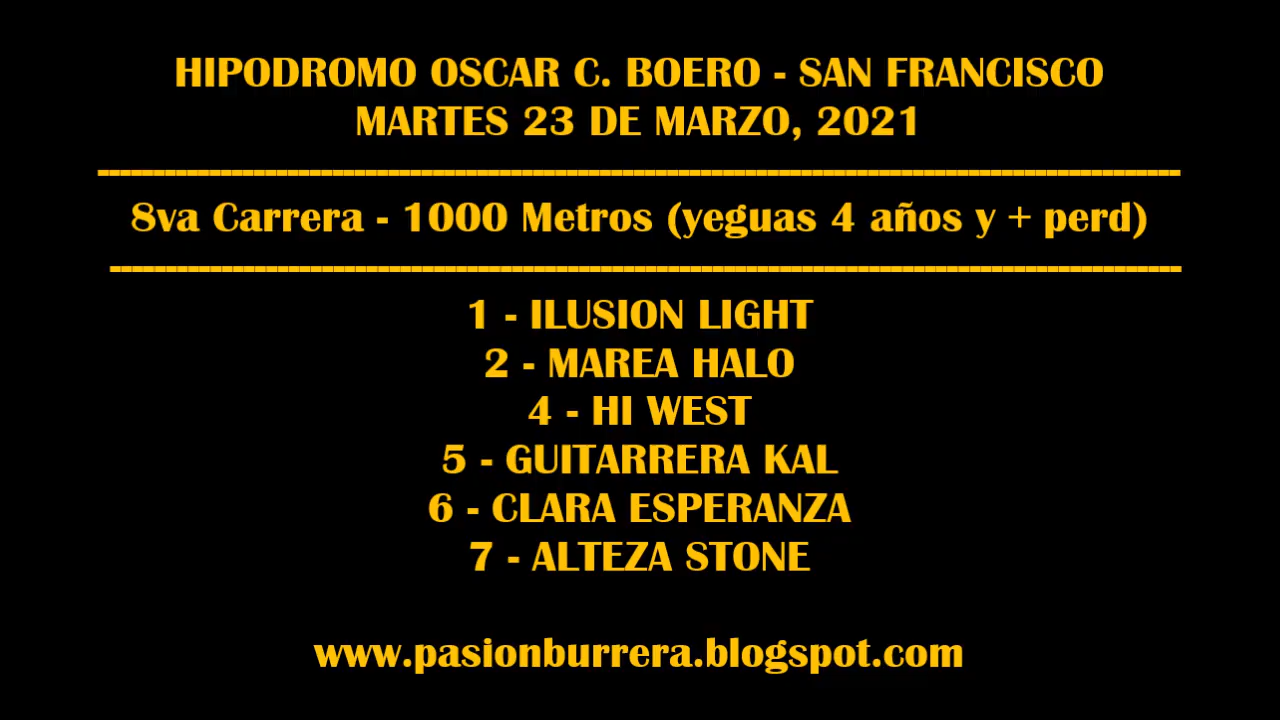 HIPODROMO OSCAR C. BOERO - SAN FRANCISCO
MARTES 23 DE MARZO, 2021
8va Carrera - 1000 Metros (yeguas 4 años y + perd)
1 - ILUSION LIGHT
2 - MAREA HALO
4 - HI WEST
5 - GUITARRERA KAL
6 - CLARA ESPERANZA
7 - ALTEZA STONE
www.pasionburrera.blogspot.com